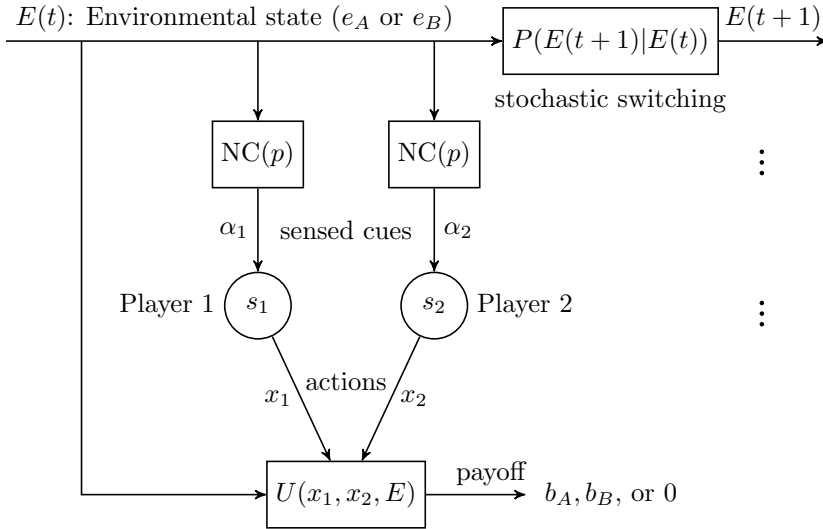 E(t): Environmental state (e_A or e_B)
P(E(t+1)|E(t))
E(t+1)
stochastic switching
NC(p)
NC(p)
α_1
sensed cues
α_2
Player 1
s_1
s_2
Player 2
actions
x_1
x_2
U(x_1, x_2, E)
payoff
b_A, b_B, or 0